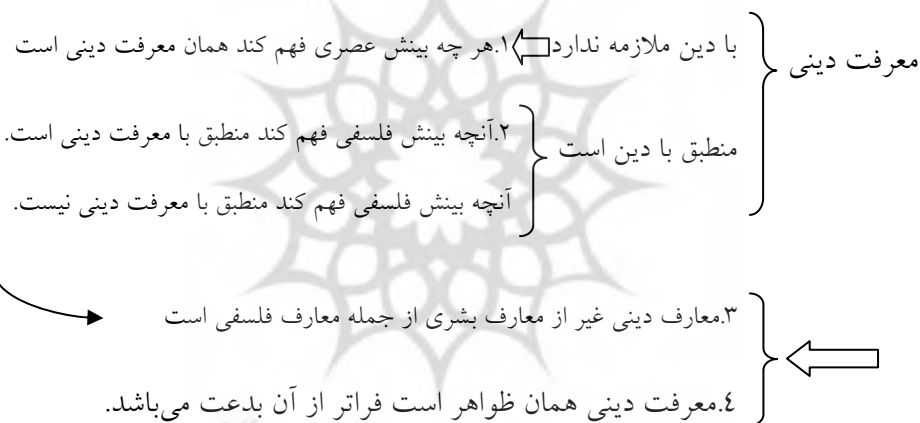 معرفت دینی
با دین ملازمه ندارد ۱.هر چه بینش عصری فهم کند همان معرفت دینی است
منطبق با دین است
۲.آنچه بینش فلسفی فهم کند منطبق با معرفت دینی است.
آنچه بینش فلسفی فهم کند منطبق با معرفت دینی نیست.
۳.معارف دینی غیر از معارف بشری از جمله معارف فلسفی است
٤.معرفت دینی همان ظواهر است فراتر از آن بدعت می‌باشد.